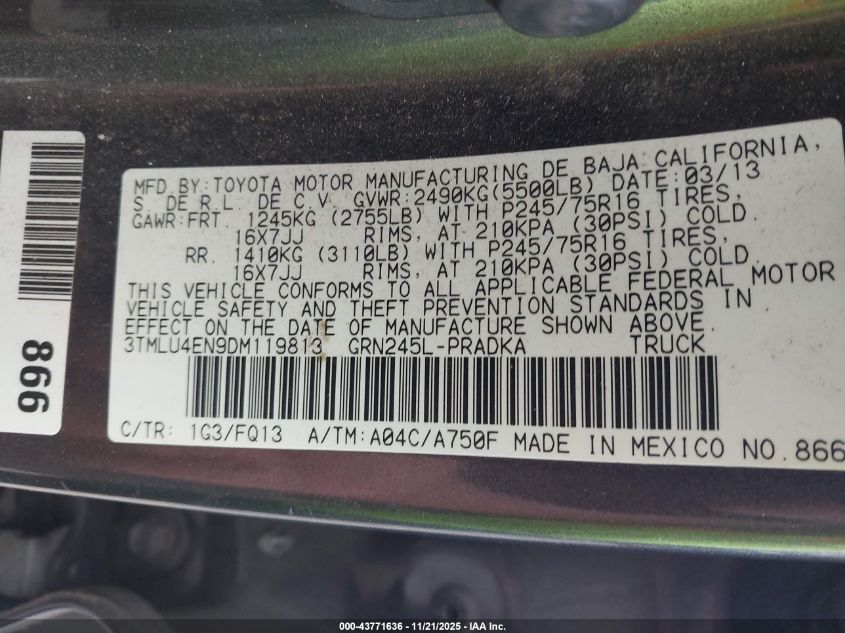 866
MFD.BY:TOYOTA MOTOR MANUFACTURING DE BAJA CALIFORNIA,
S. DE R.L. DE C.V. GVWR:2490KG(5500LB) DATE:03/13
GAWR:FRT. 1245KG (2755LB) WITH P245/75R16 TIRES,
16X7JJ RIMS, AT 210KPA (30PSI) COLD.
RR. 1410KG (3110LB) WITH P245/75R16 TIRES,
16X7JJ RIMS, AT 210KPA (30PSI) COLD.
THIS VEHICLE CONFORMS TO ALL APPLICABLE FEDERAL MOTOR
VEHICLE SAFETY AND THEFT PREVENTION STANDARDS IN
EFFECT ON THE DATE OF MANUFACTURE SHOWN ABOVE.
3TMLU4EN9DM119813 GRN245L-PRADKA TRUCK
C/TR: 1G3/FQ13 A/TM:A04C/A750F MADE IN MEXICO NO.866
000-43771636 - 11/21/2025 - IAA Inc.